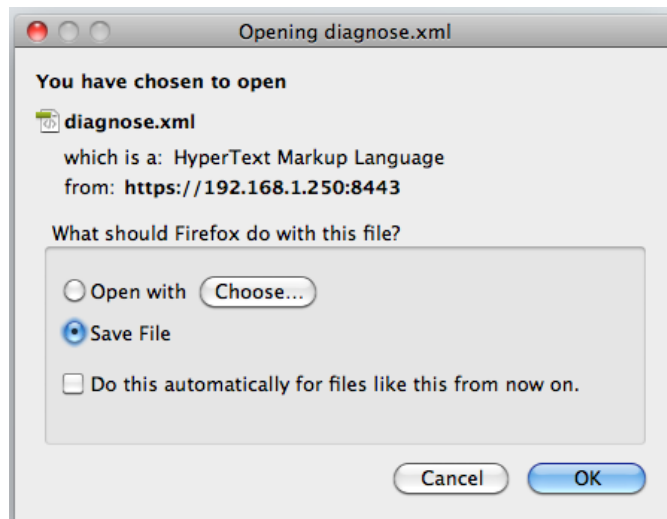 Opening diagnose.xml
You have chosen to open
diagnose.xml
which is a: HyperText Markup Language
from: https://192.168.1.250:8443
What should Firefox do with this file?
Open with Choose...
Save File
Do this automatically for files like this from now on.
Cancel OK